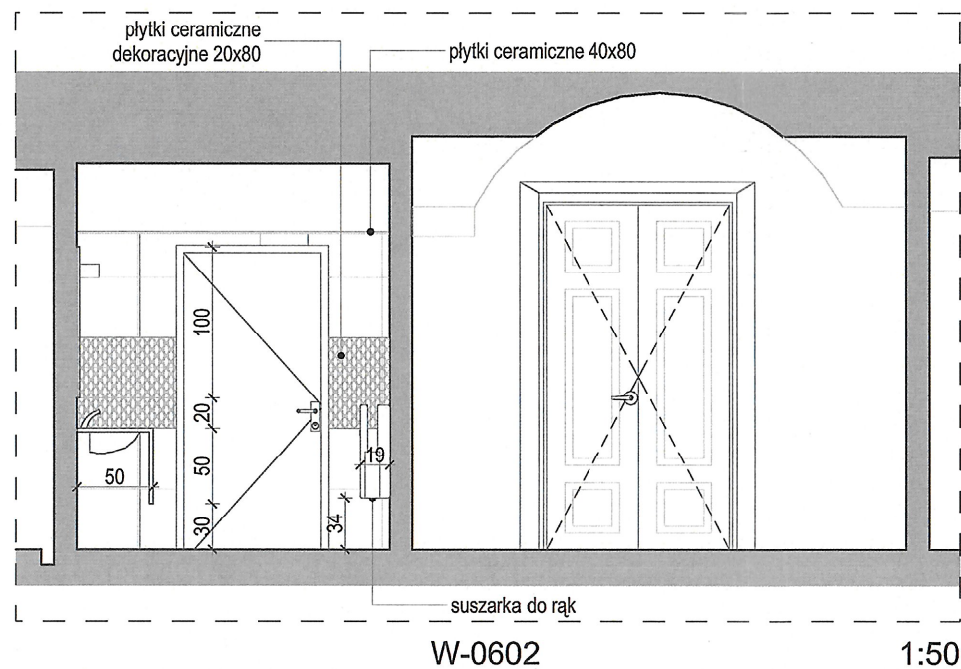 płytki ceramiczne
dekoracyjne 20x80
płytki ceramiczne 40x80
100
20
50
30
50
19
34
suszarka do rąk
W-0602
1:50